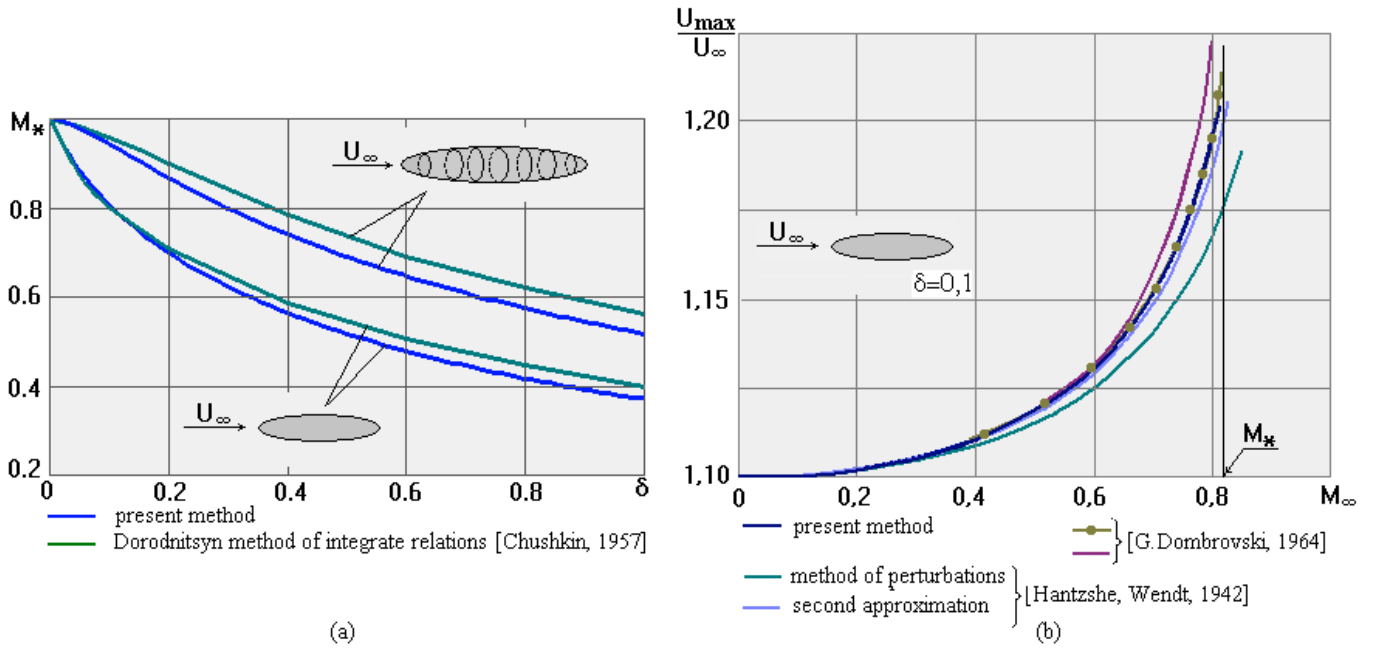 M*
0.8
0.6
0.4
0.2
0
0.2
0.4
0.6
0.8
δ
U∞
U∞
present method
Dorodnitsyn method of integrate relations [Chushkin, 1957]
(a)
Umax
U∞
1,20
1,15
1,10
0
0,2
0,4
0,6
0,8
M∞
U∞
δ=0,1
M*
present method
[G.Dombrovski, 1964]
method of perturbations
second approximation
[Hantzshe, Wendt, 1942]
(b)